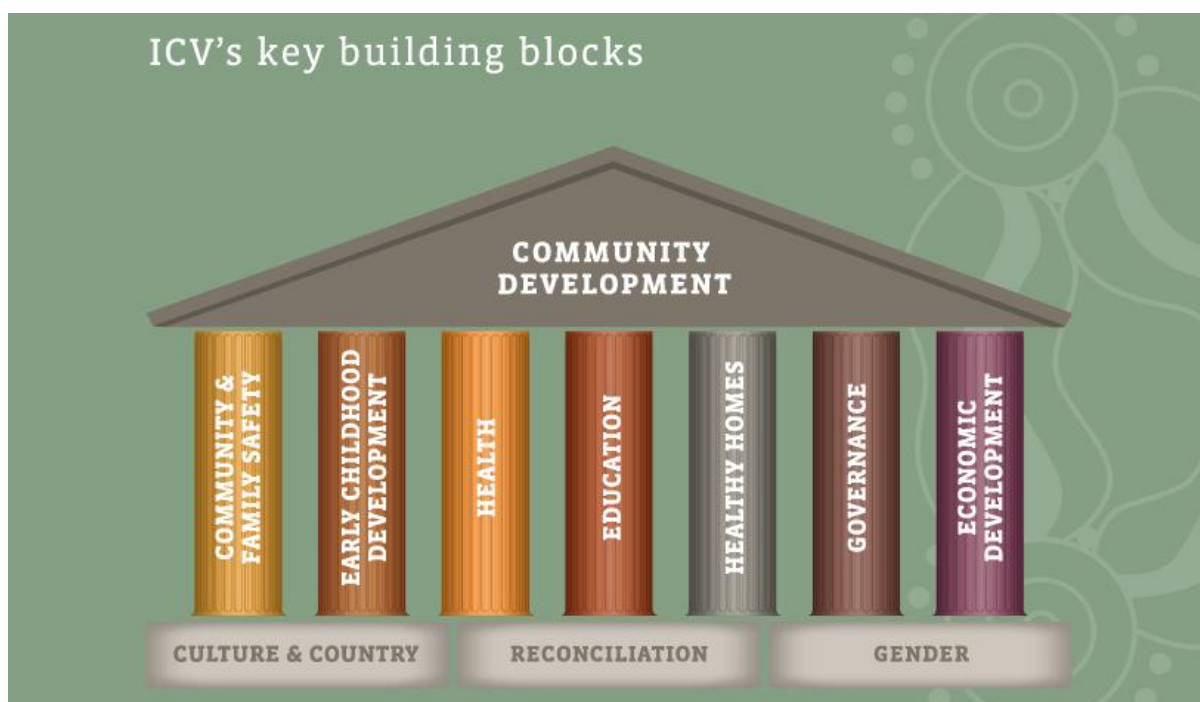 ICV's key building blocks
COMMUNITY
DEVELOPMENT
COMMUNITY &
FAMILY SAFETY
EARLY CHILDHOOD
DEVELOPMENT
HEALTH
EDUCATION
HEALTHY HOMES
GOVERNANCE
ECONOMIC
DEVELOPMENT
CULTURE & COUNTRY
RECONCILIATION
GENDER